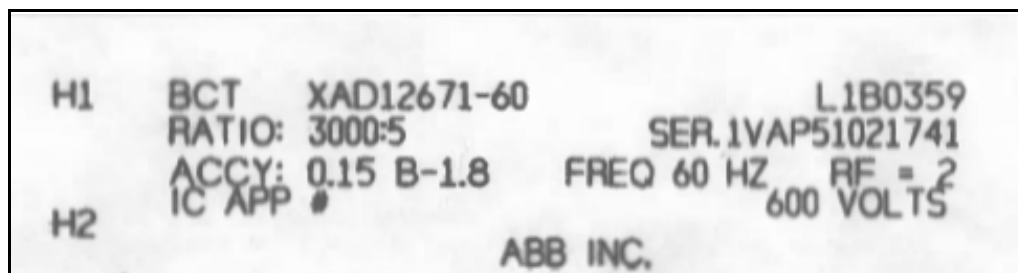 H1 BCT XAD12671-60 L1B0359
RATIO: 3000:5 SER.1VAP51021741
ACCY: 0.15 B-1.8 FREQ 60 HZ RF = 2
IC APP # 600 VOLTS
H2
ABB INC.